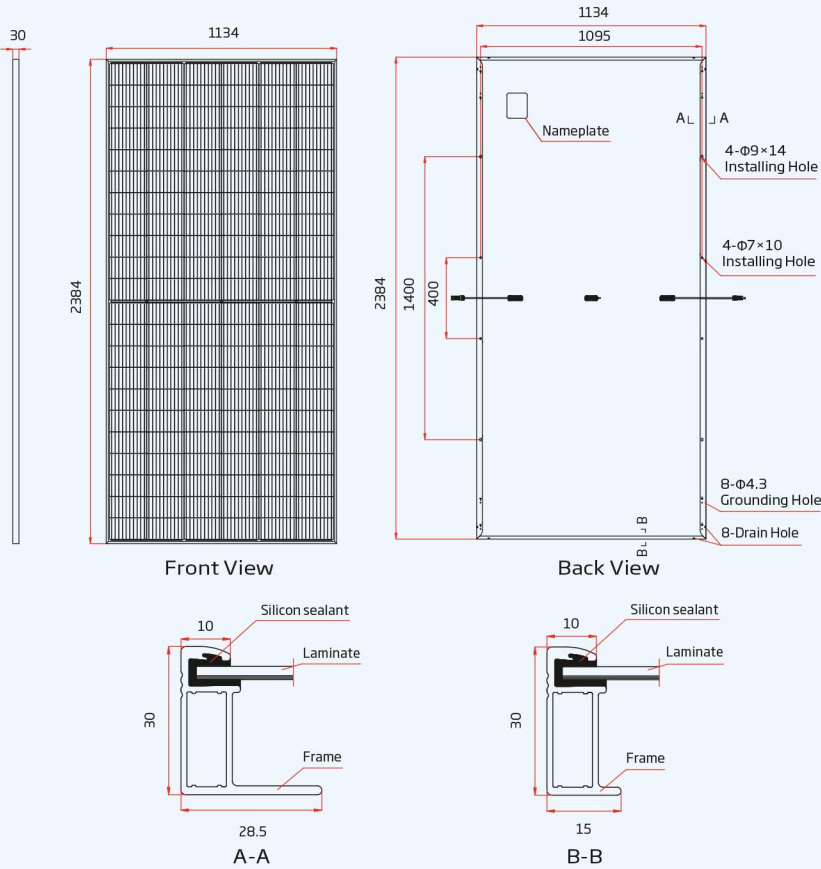 30
1134
2384
Front View
1134
1095
2384
1400
400
Nameplate
A A
4-Φ9×14
Installing Hole
4-Φ7×10
Installing Hole
8-Φ4.3
Grounding Hole
8-Drain Hole
B B
Back View
10
Silicon sealant
Laminate
30
Frame
28.5
A-A
10
Silicon sealant
Laminate
30
Frame
15
B-B